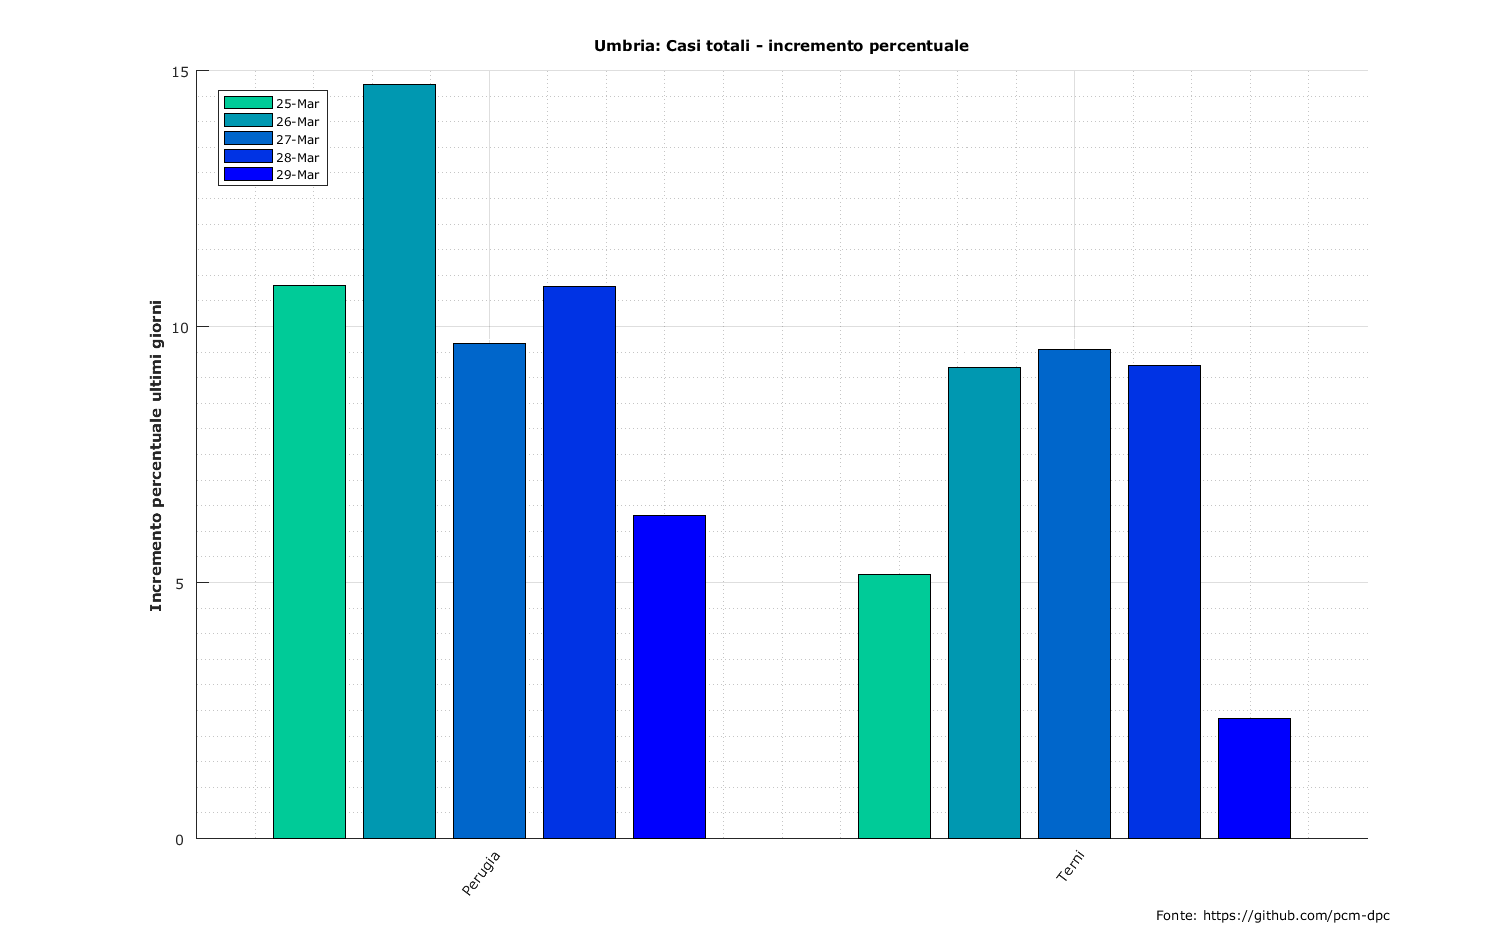 Umbria: Casi totali - incremento percentuale
15
10
5
0
Incremento percentuale ultimi giorni
25-Mar
26-Mar
27-Mar
28-Mar
29-Mar
Perugia
Terni
Fonte: https://github.com/pcm-dpc